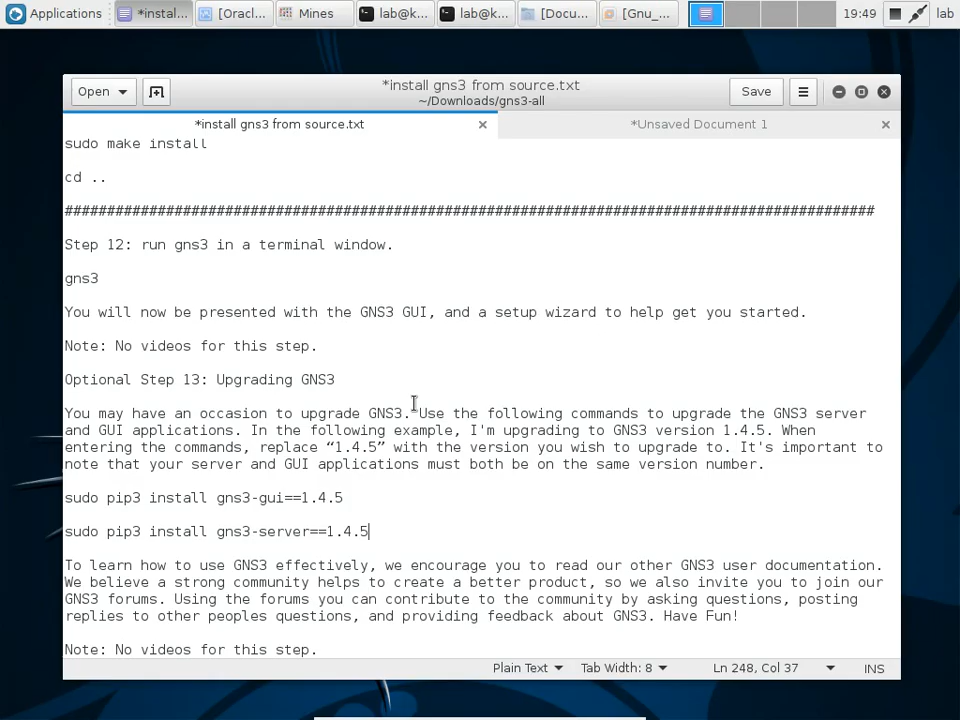 Applications
*instal...
[Oracl...
Mines
lab@k...
lab@k...
[Docu...
[Gnu_...
19:49
lab
Open
*install gns3 from source.txt
~/Downloads/gns3-all
Save
*install gns3 from source.txt
*Unsaved Document 1
sudo make install
cd ..
################################################################################################
Step 12: run gns3 in a terminal window.
gns3
You will now be presented with the GNS3 GUI, and a setup wizard to help get you started.
Note: No videos for this step.
Optional Step 13: Upgrading GNS3
You may have an occasion to upgrade GNS3. Use the following commands to upgrade the GNS3 server
and GUI applications. In the following example, I'm upgrading to GNS3 version 1.4.5. When
entering the commands, replace “1.4.5” with the version you wish to upgrade to. It's important to
note that your server and GUI applications must both be on the same version number.
sudo pip3 install gns3-gui==1.4.5
sudo pip3 install gns3-server==1.4.5
To learn how to use GNS3 effectively, we encourage you to read our other GNS3 user documentation.
We believe a strong community helps to create a better product, so we also invite you to join our
GNS3 forums. Using the forums you can contribute to the community by asking questions, posting
replies to other peoples questions, and providing feedback about GNS3. Have Fun!
Note: No videos for this step.
Plain Text
Tab Width: 8
Ln 248, Col 37
INS